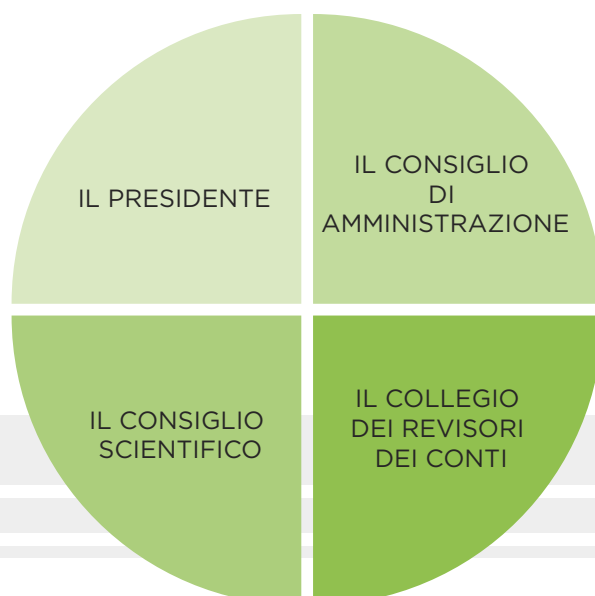 IL PRESIDENTE
IL CONSIGLIO
DI
AMMINISTRAZIONE
IL CONSIGLIO
SCIENTIFICO
IL COLLEGIO
DEI REVISORI
DEI CONTI